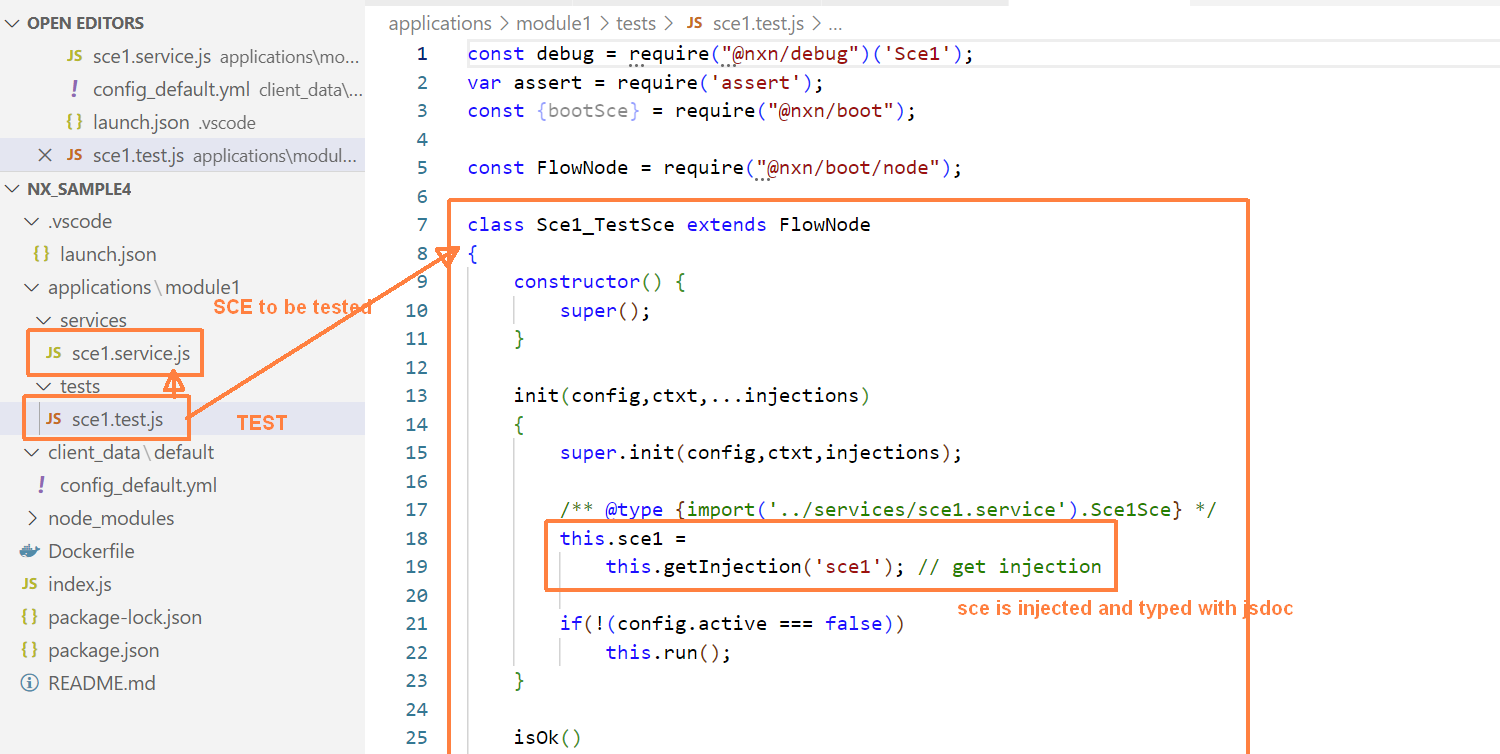 OPEN EDITORS
JS sce1.service.js applications\mo...
! config_default.yml client_data\...
{} launch.json .vscode
JS sce1.test.js applications\modul...
NX_SAMPLE4
.vscode
{} launch.json
applications\module1
SCE to be tested
services
JS sce1.service.js
tests
JS sce1.test.js
TEST
client_data\default
! config_default.yml
node_modules
Dockerfile
JS index.js
{} package-lock.json
{} package.json
README.md
applications > module1 > tests > JS sce1.test.js > ...
1 const debug = require("@nxn/debug")('Sce1');
2 var assert = require('assert');
3 const {bootSce} = require("@nxn/boot");
4
5 const FlowNode = require("@nxn/boot/node");
6
7 class Sce1_TestSce extends FlowNode
8 {
9 constructor() {
10 super();
11 }
12
13 init(config,ctxt,...injections)
14 {
15 super.init(config,ctxt,injections);
16
17 /** @type {import('../services/sce1.service').Sce1Sce} */
18 this.sce1 =
19 this.getInjection('sce1'); // get injection
20
sce is injected and typed with jsdoc
21 if(!(config.active === false))
22 this.run();
23 }
24
25 isOk()